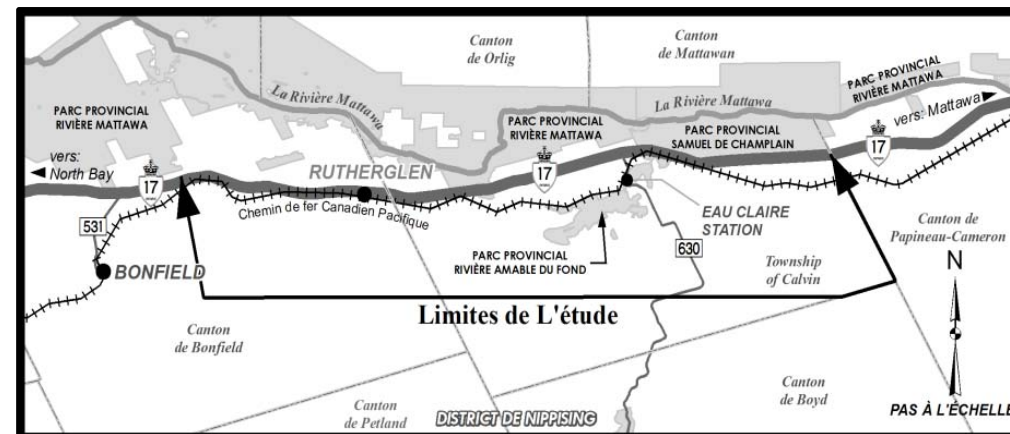 Canton
de Orlig
Canton
de Mattawan
PARC PROVINCIAL
RIVIÈRE MATTAWA
vers: Mattawa
17
La Rivière Mattawa
La Rivière Mattawa
PARC PROVINCIAL
RIVIÈRE MATTAWA
PARC PROVINCIAL
RIVIÈRE MATTAWA
PARC PROVINCIAL
SAMUEL DE CHAMPLAIN
vers:
North Bay
17
RUTHERGLEN
17
Chemin de fer Canadien Pacifique
531
BONFIELD
EAU CLAIRE
STATION
PARC PROVINCIAL
RIVIÈRE AMABLE DU FOND
630
Township
of Calvin
Canton de
Papineau-Cameron
N
Limites de L'étude
Canton
de Bonfield
Canton
de Petland
DISTRICT DE NIPPISING
Canton
de Boyd
PAS À L'ÉCHELLE